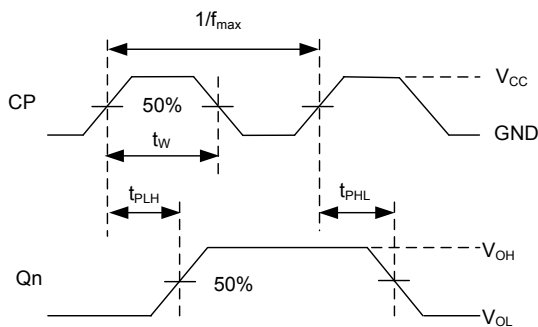 1/fmax
VCC
CP
50%
GND
tW
tPLH
tPHL
VOH
Qn
50%
VOL